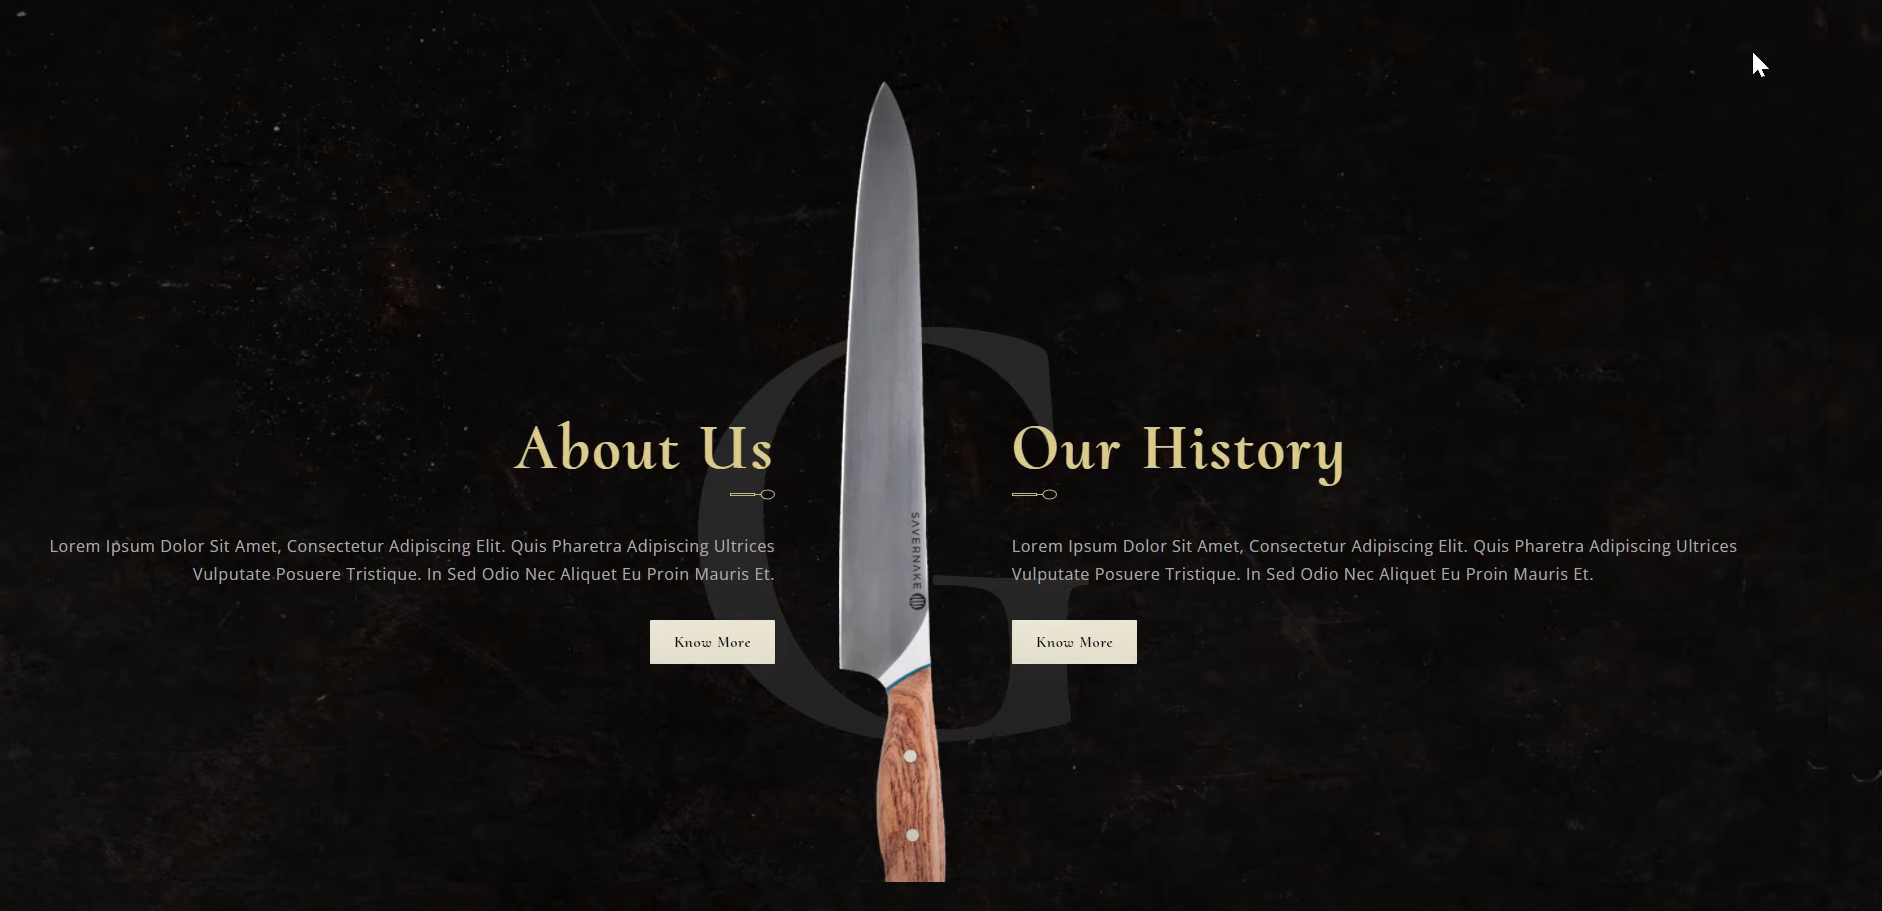 About Us
Lorem Ipsum Dolor Sit Amet, Consectetur Adipiscing Elit. Quis Pharetra Adipiscing Ultrices
Vulputate Posuere Tristique. In Sed Odio Nec Aliquet Eu Proin Mauris Et.
Know More
G
SAVERNAKE
Our History
Lorem Ipsum Dolor Sit Amet, Consectetur Adipiscing Elit. Quis Pharetra Adipiscing Ultrices
Vulputate Posuere Tristique. In Sed Odio Nec Aliquet Eu Proin Mauris Et.
Know More